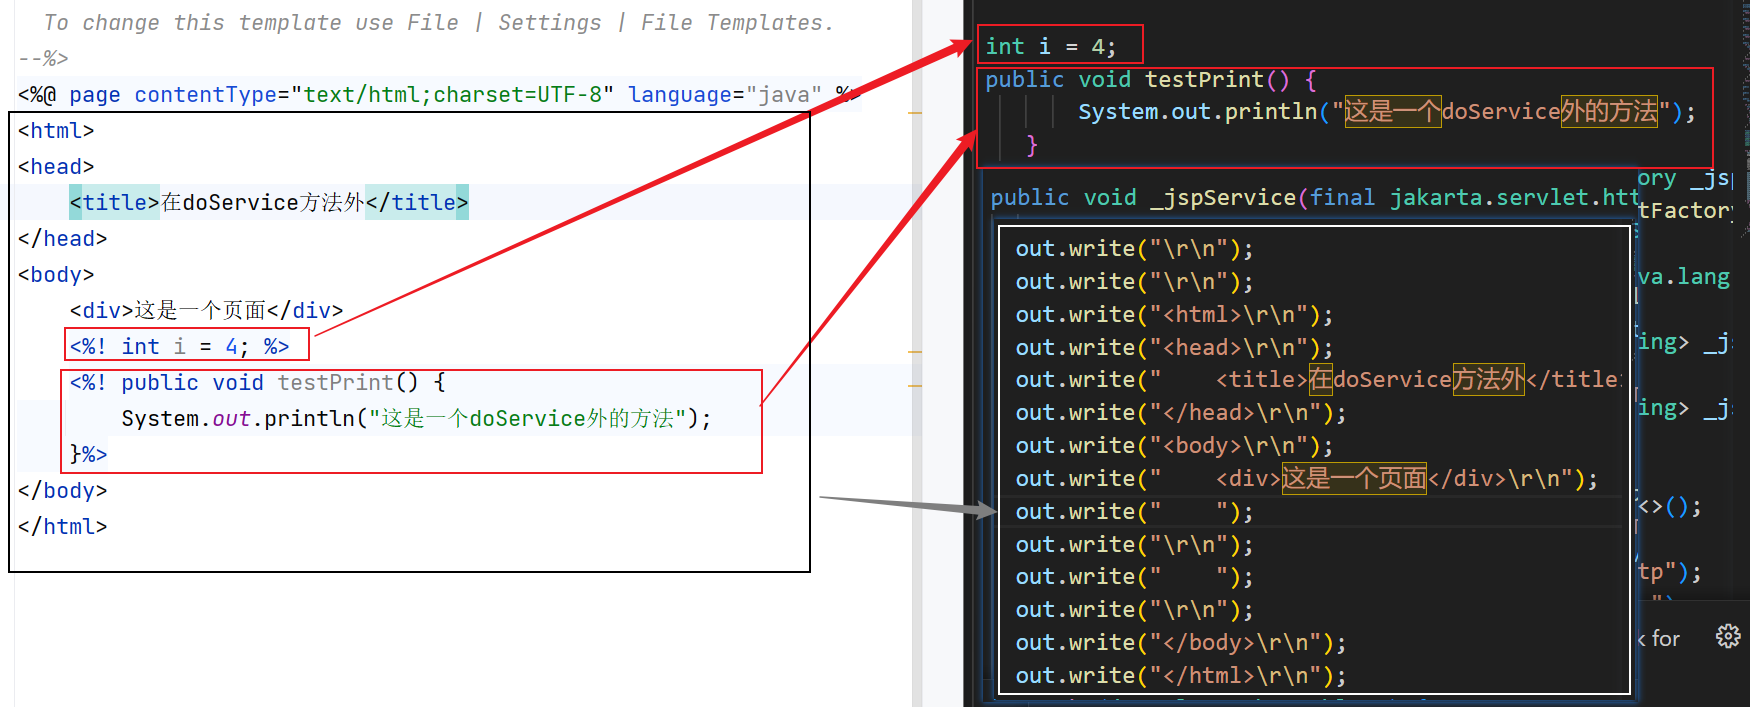 To change this template use File | Settings | File Templates.
--%>
<%@ page contentType="text/html;charset=UTF-8" language="java" %>
<html>
<head>
    <title>在doService方法外</title>
</head>
<body>
    <div>这是一个页面</div>
    <%! int i = 4; %>
    <%! public void testPrint() {
        System.out.println("这是一个doService外的方法");
    }%>
</body>
</html>
int i = 4;
public void testPrint() {
        System.out.println("这是一个doService外的方法");
    }
public void _jspService(final jakarta.servlet.htt
out.write("\r\n");
out.write("\r\n");
out.write("<html>\r\n");
out.write("<head>\r\n");
out.write("    <title>在doService方法外</title
out.write("</head>\r\n");
out.write("<body>\r\n");
out.write("    <div>这是一个页面</div>\r\n");
out.write("    ");
out.write("\r\n");
out.write("    ");
out.write("\r\n");
out.write("</body>\r\n");
out.write("</html>\r\n");
ory _jsp
tFactory
va.lang
ing> _js
ing> _js
<>();
tp");
k for